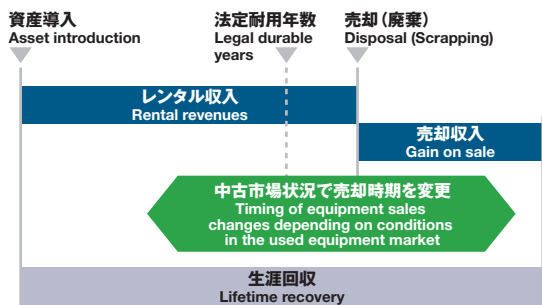 資産導入
Asset introduction
法定耐用年数
Legal durable
years
売却（廃棄）
Disposal (Scrapping)
レンタル収入
Rental revenues
売却収入
Gain on sale
中古市場状況で売却時期を変更
Timing of equipment sales
changes depending on conditions
in the used equipment market
生涯回収
Lifetime recovery